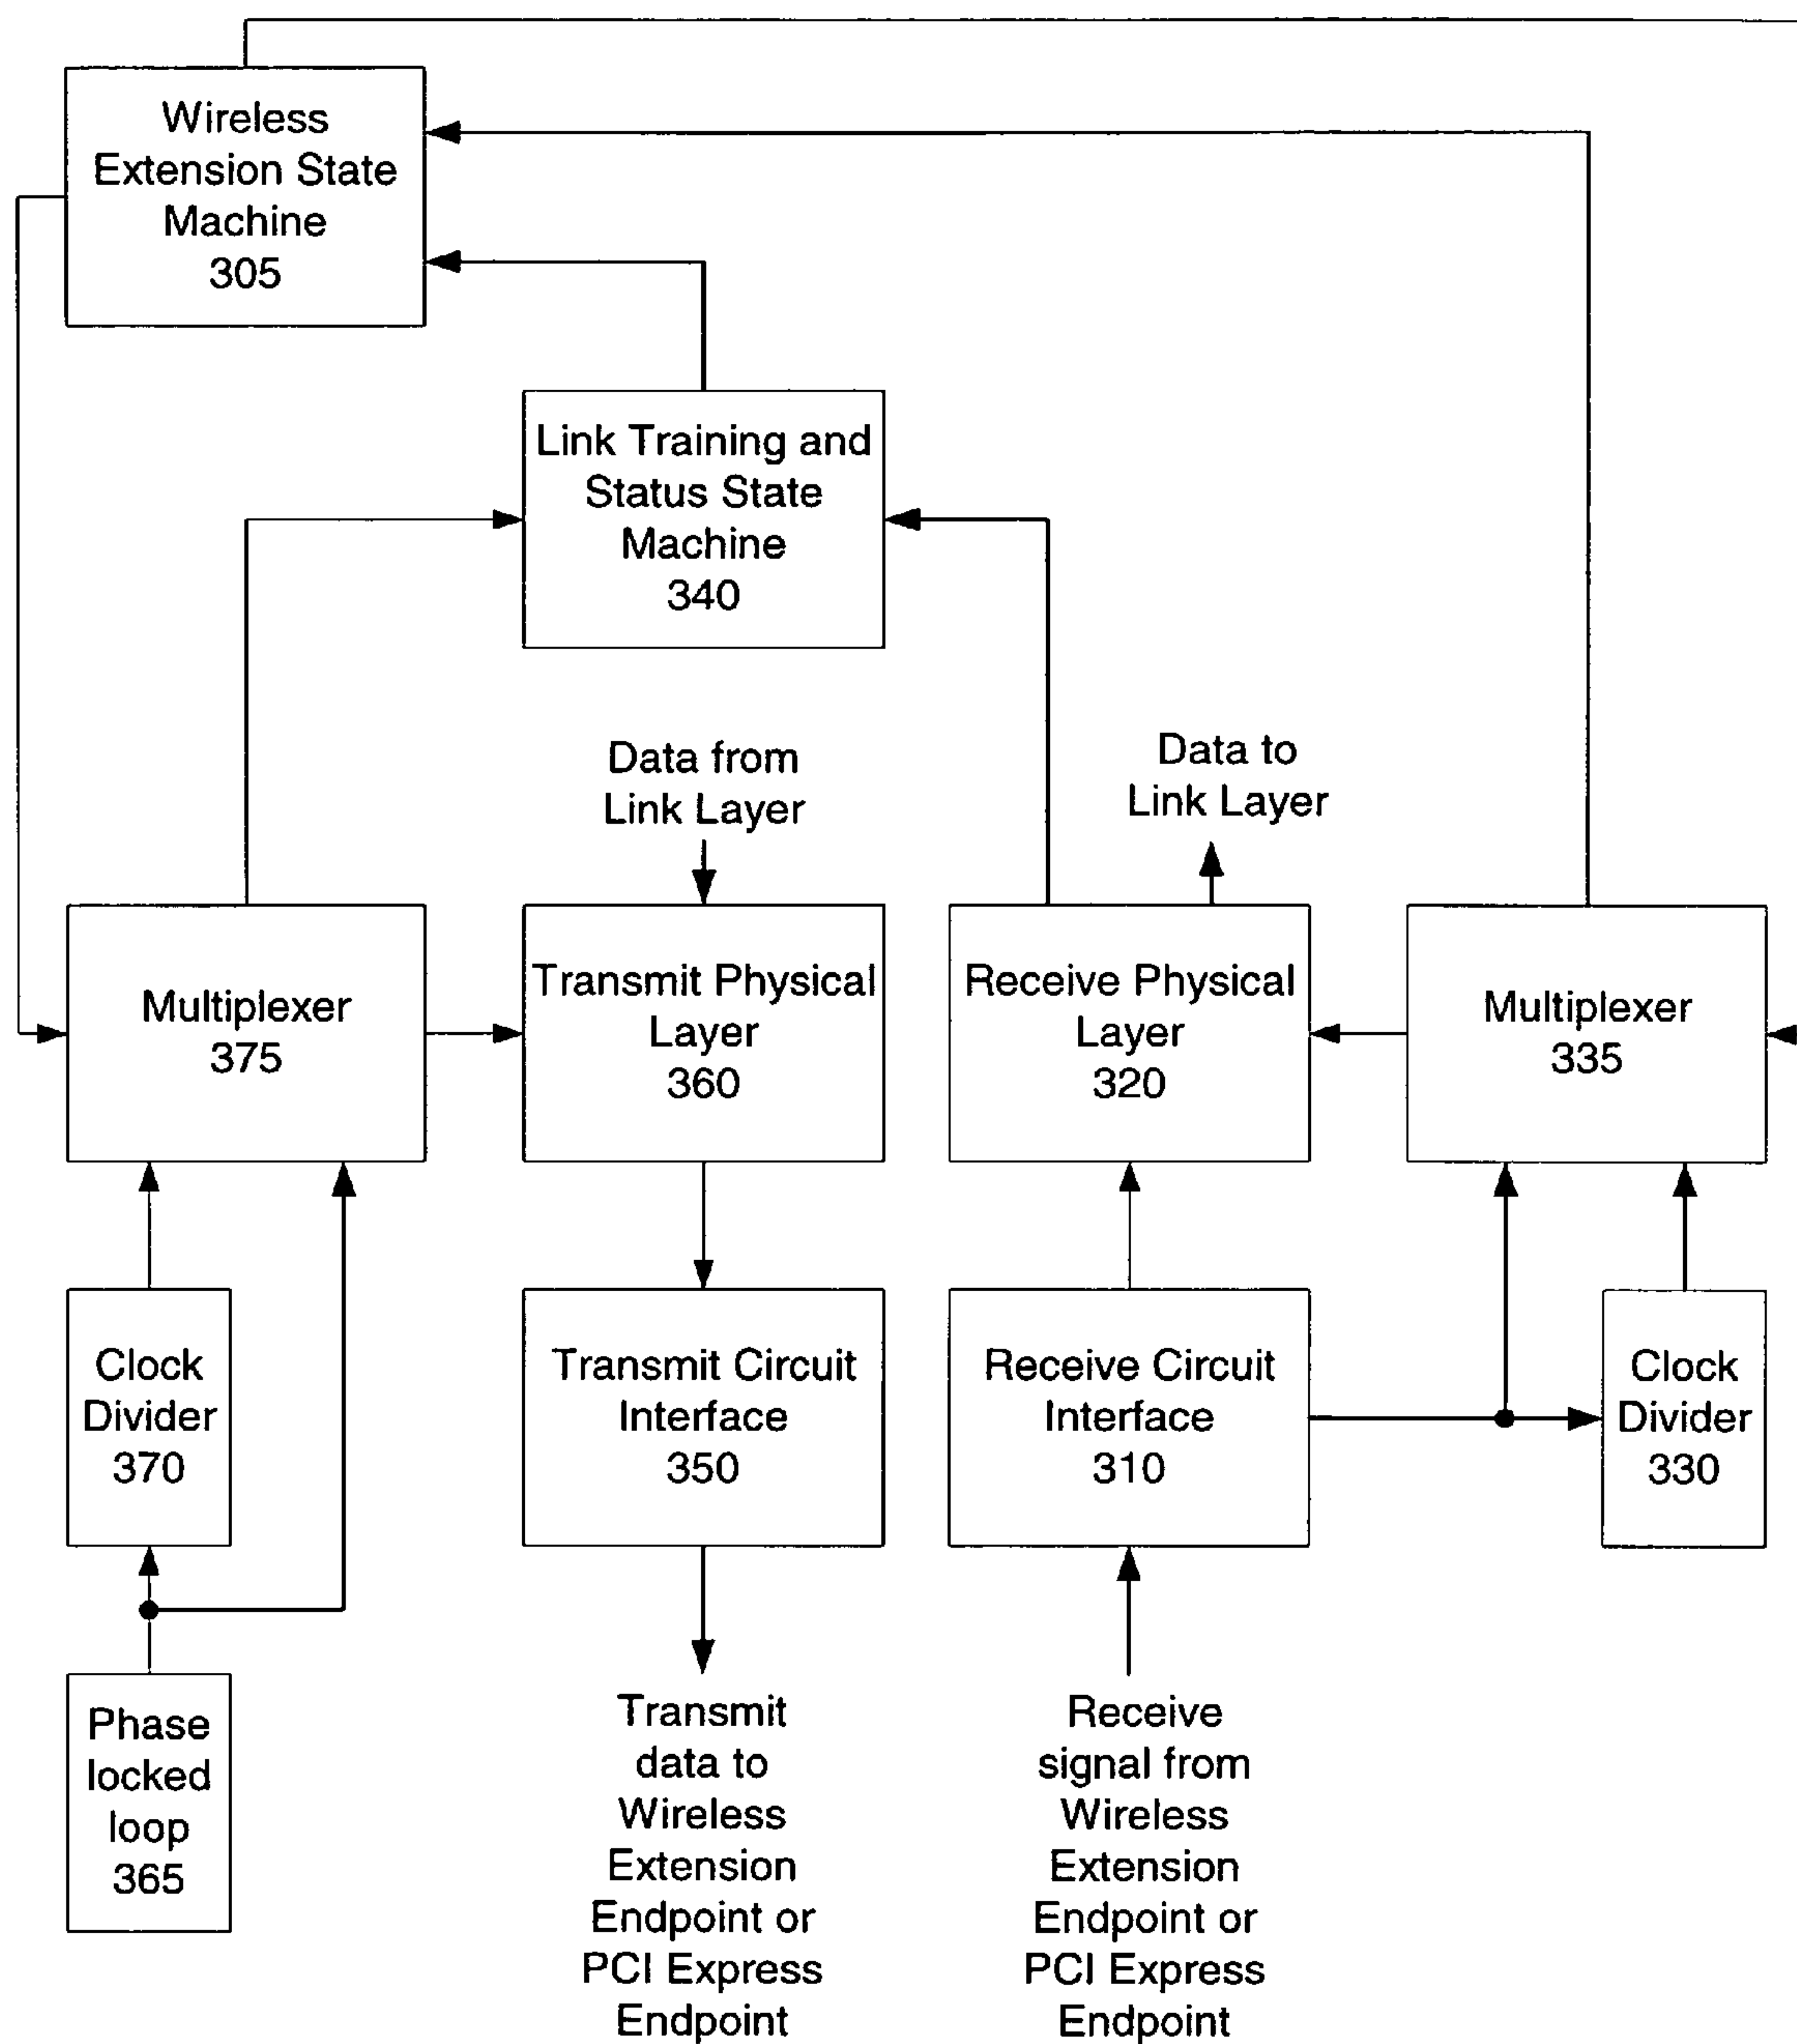 Wireless
Extension State
Machine
305
Link Training and
Status State
Machine
340
Data from
Link Layer
Data to
Link Layer
Multiplexer
375
Transmit Physical
Layer
360
Receive Physical
Layer
320
Multiplexer
335
Clock
Divider
370
Transmit Circuit
Interface
350
Receive Circuit
Interface
310
Clock
Divider
330
Phase
locked
loop
365
Transmit
data to
Wireless
Extension
Endpoint or
PCI Express
Endpoint
Receive
signal from
Wireless
Extension
Endpoint or
PCI Express
Endpoint